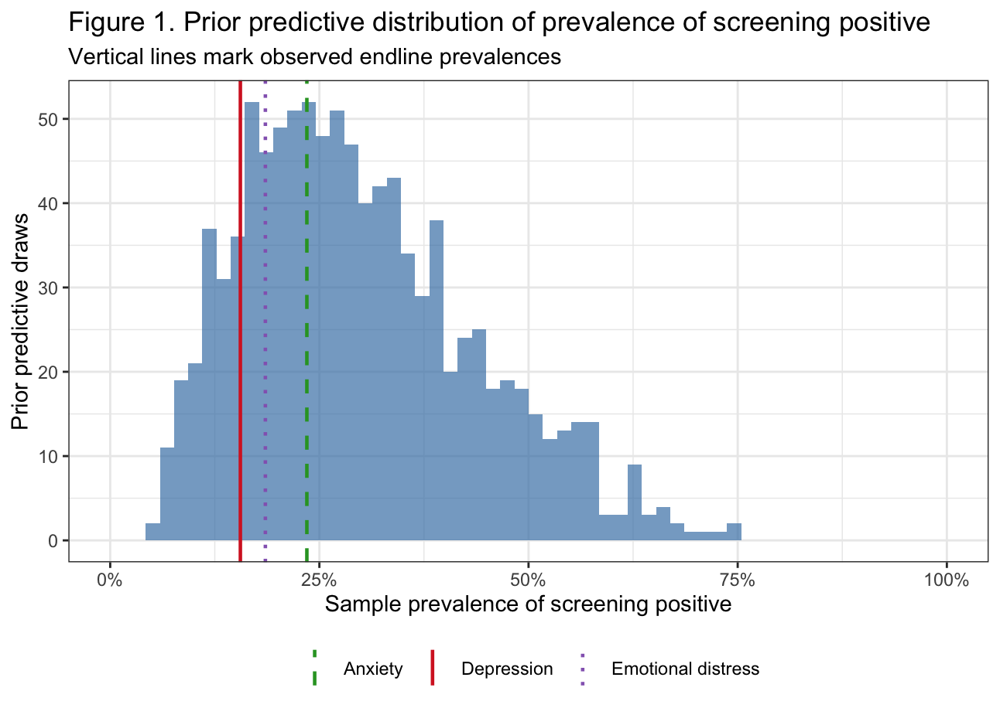 Figure 1. Prior predictive distribution of prevalence of screening positive
Vertical lines mark observed endline prevalences
Prior predictive draws
50
40
30
20
10
0
0% 25% 50% 75% 100%
Sample prevalence of screening positive
Anxiety Depression Emotional distress